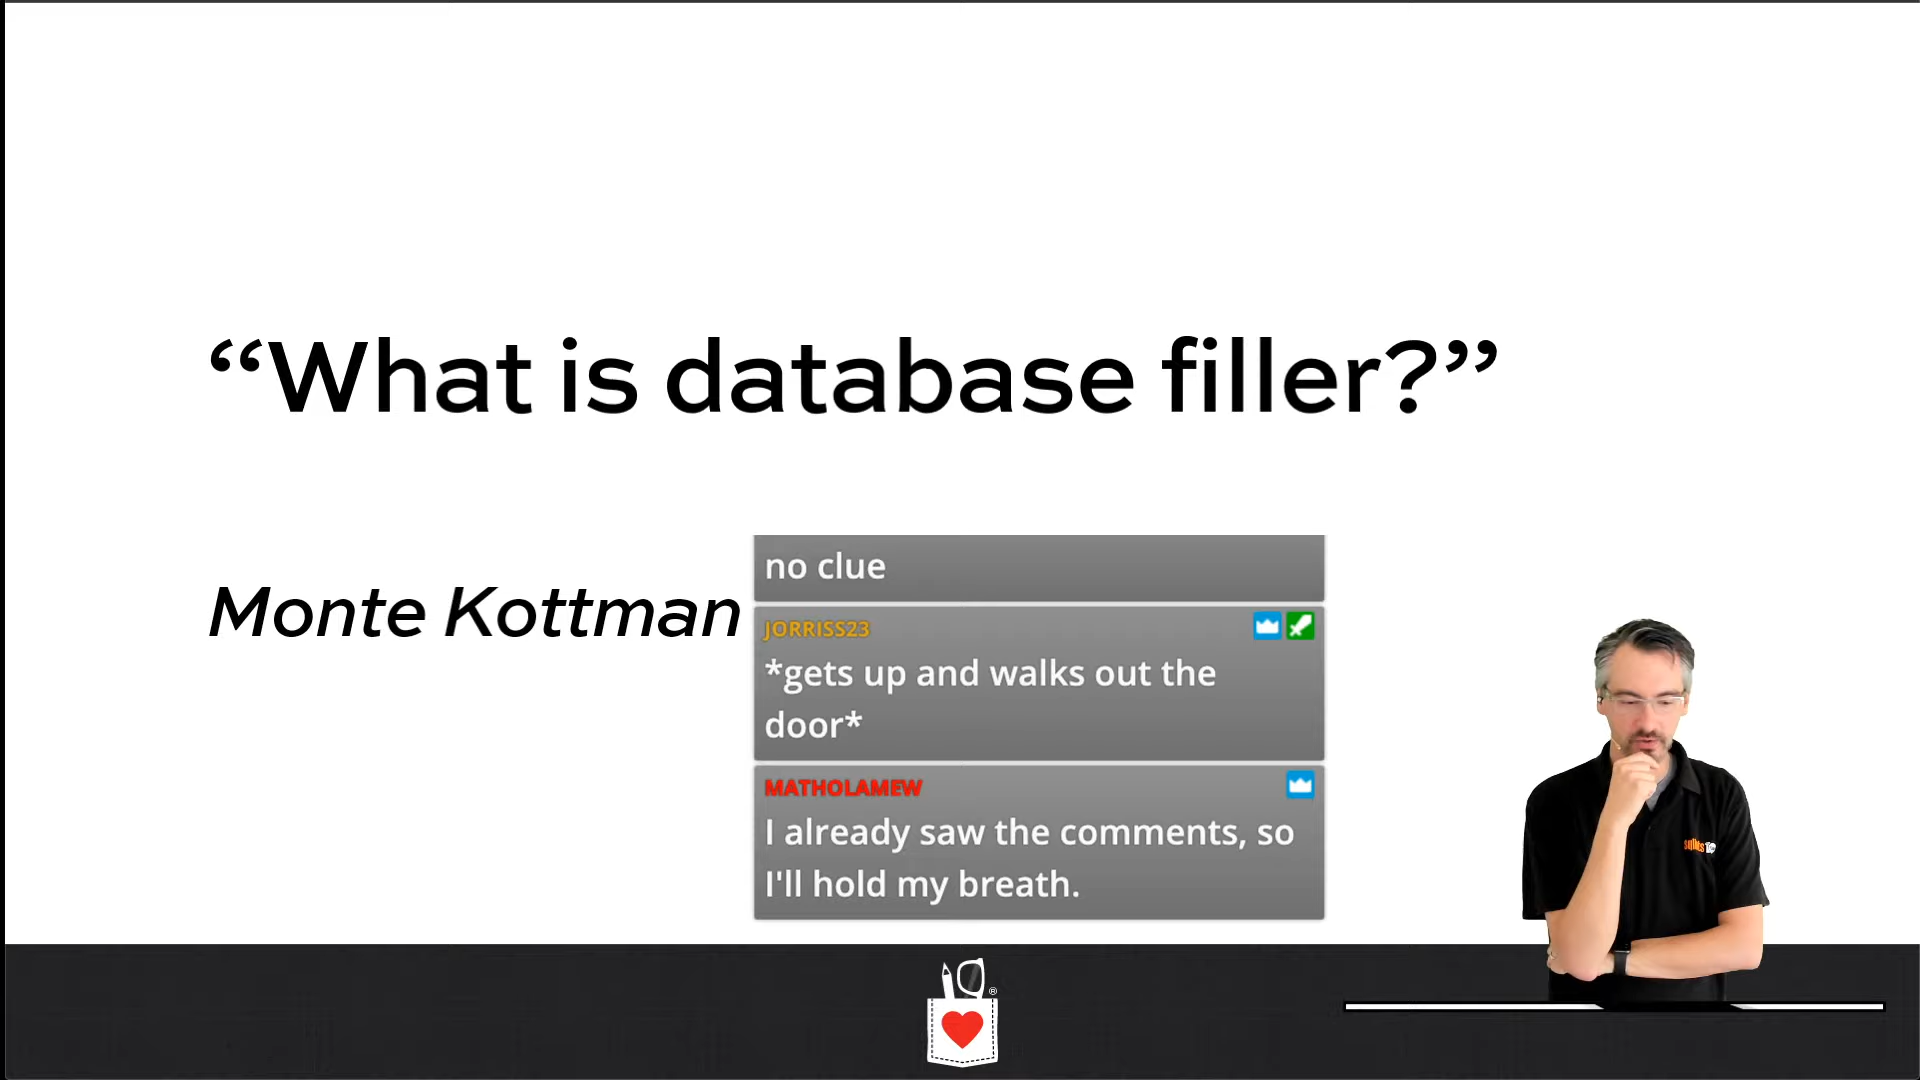 “What is database filler?”
Monte Kottman
no clue
JORRISS23
*gets up and walks out the
door*
MATHOLAMEW
I already saw the comments, so
I'll hold my breath.
®